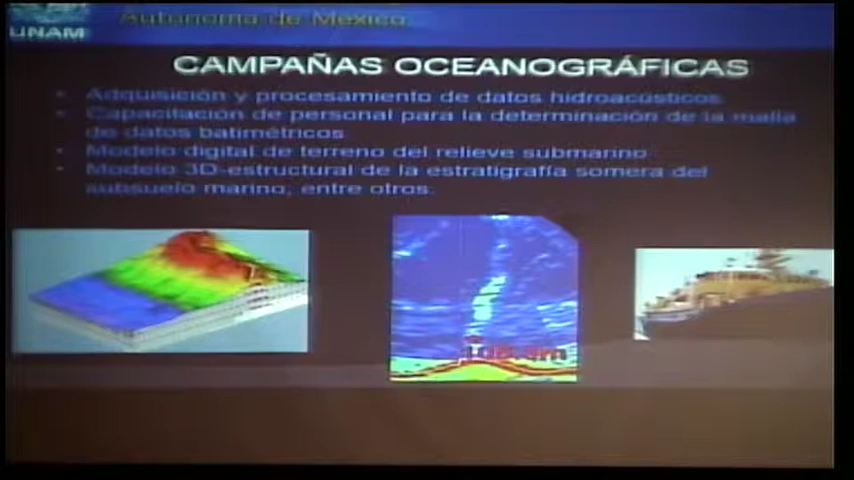 UNAM
Autonoma de Mexico
CAMPAÑAS OCEANOGRÁFICAS
• Adquisición y procesamiento de datos hidroacústicos.
• Capacitación de personal para la determinación de la malla
de datos batimétricos
• Modelo digital de terreno del relieve submarino
• Modelo 3D-estructural de la estratigrafía somera del
subsuelo marino, entre otros.